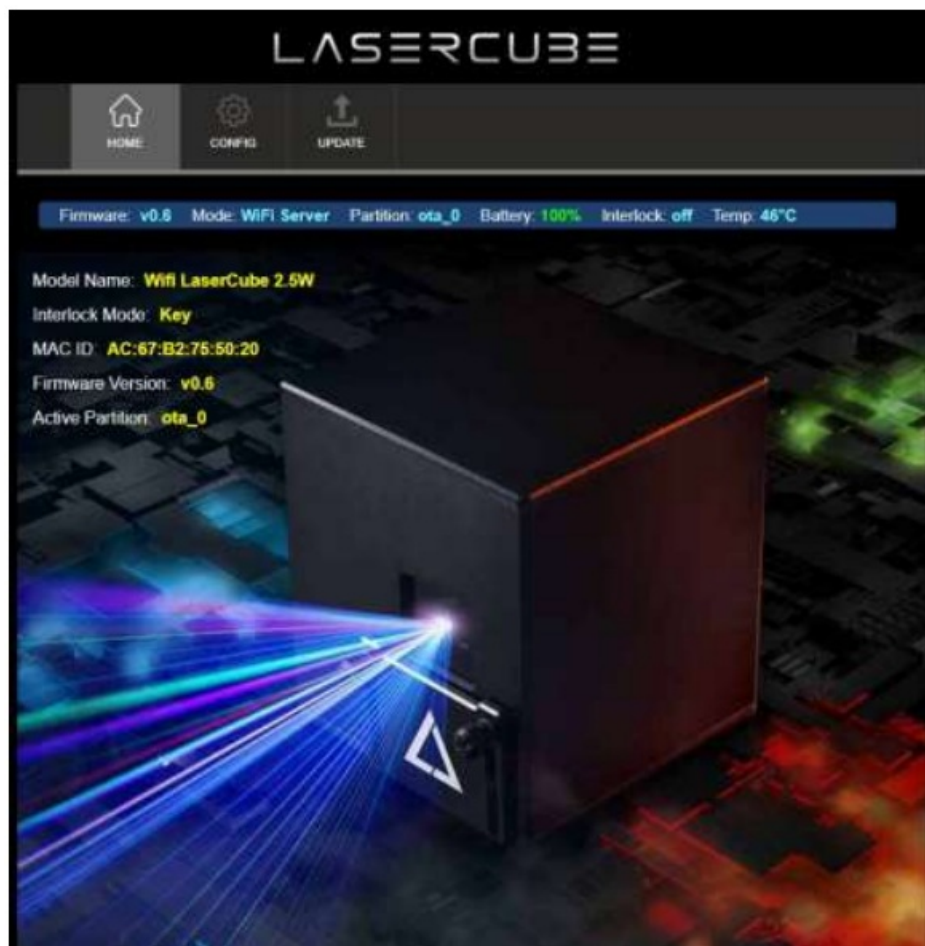 LASERCUBE
HOME CONFIG UPDATE
Firmware: v0.6 Mode: WiFi Server Partition: ota_0 Battery: 100% Interlock: off Temp: 46°C
Model Name: Wifi LaserCube 2.5W
Interlock Mode: Key
MAC ID: AC:67:B2:75:50:20
Firmware Version: v0.6
Active Partition: ota_0